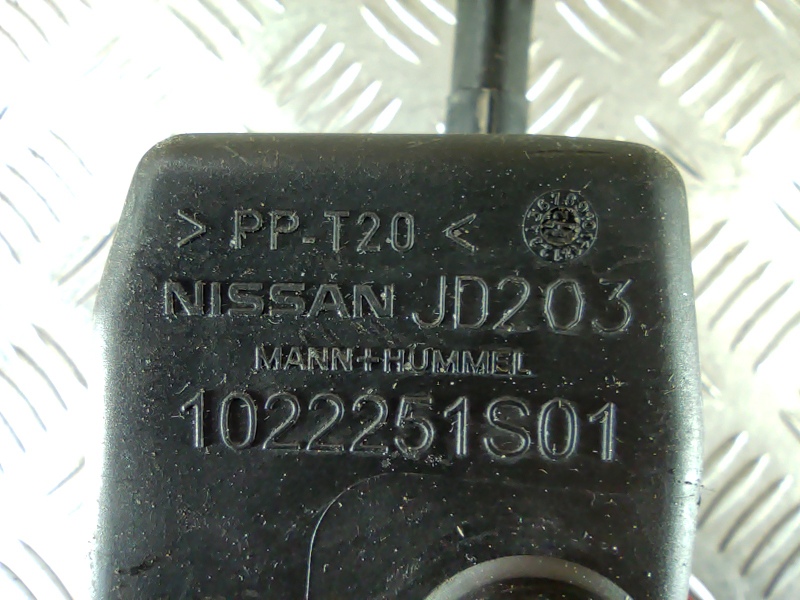 > PP-T20 <
NISSAN JD203
MANN+HUMMEL
1022251S01